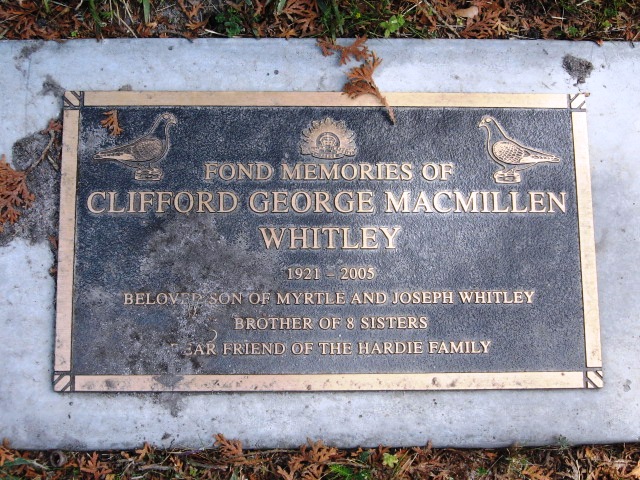 FOND MEMORIES OF
CLIFFORD GEORGE MACMILLEN
WHITLEY
1921 - 2005
BELOVED SON OF MYRTLE AND JOSEPH WHITLEY
BROTHER OF 8 SISTERS
DEAR FRIEND OF THE HARDIE FAMILY